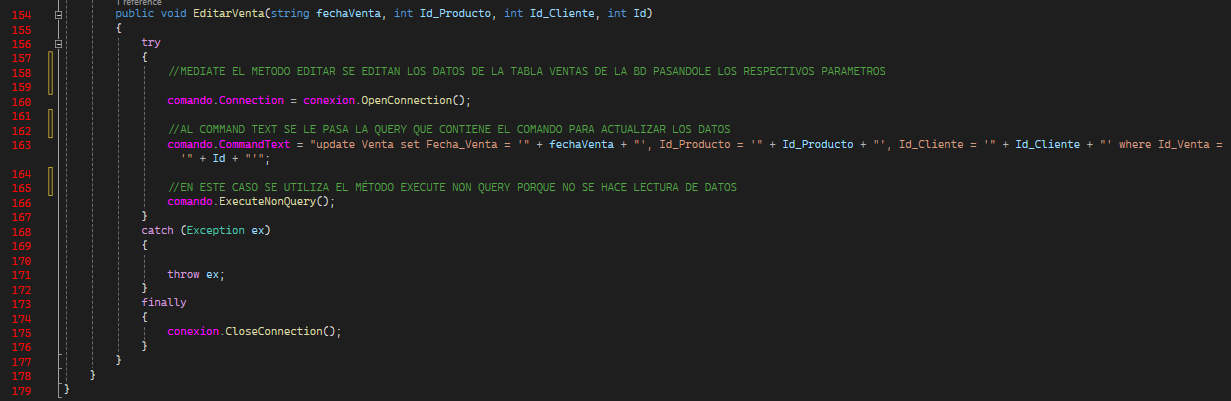 1 reference
154 public void EditarVenta(string fechaVenta, int Id_Producto, int Id_Cliente, int Id)
155 {
156 try
157 {
158 //MEDIATE EL METODO EDITAR SE EDITAN LOS DATOS DE LA TABLA VENTAS DE LA BD PASANDOLE LOS RESPECTIVOS PARAMETROS
159
160 comando.Connection = conexion.OpenConnection();
161
162 //AL COMMAND TEXT SE LE PASA LA QUERY QUE CONTIENE EL COMANDO PARA ACTUALIZAR LOS DATOS
163 comando.CommandText = "update Venta set Fecha_Venta = '" + fechaVenta + "', Id_Producto = '" + Id_Producto + "', Id_Cliente = '" + Id_Cliente + "' where Id_Venta =
'" + Id + "'";
164
165 //EN ESTE CASO SE UTILIZA EL MÉTODO EXECUTE NON QUERY PORQUE NO SE HACE LECTURA DE DATOS
166 comando.ExecuteNonQuery();
167 }
168 catch (Exception ex)
169 {
170
171 throw ex;
172 }
173 finally
174 {
175 conexion.CloseConnection();
176 }
177 }
178 }
179 }